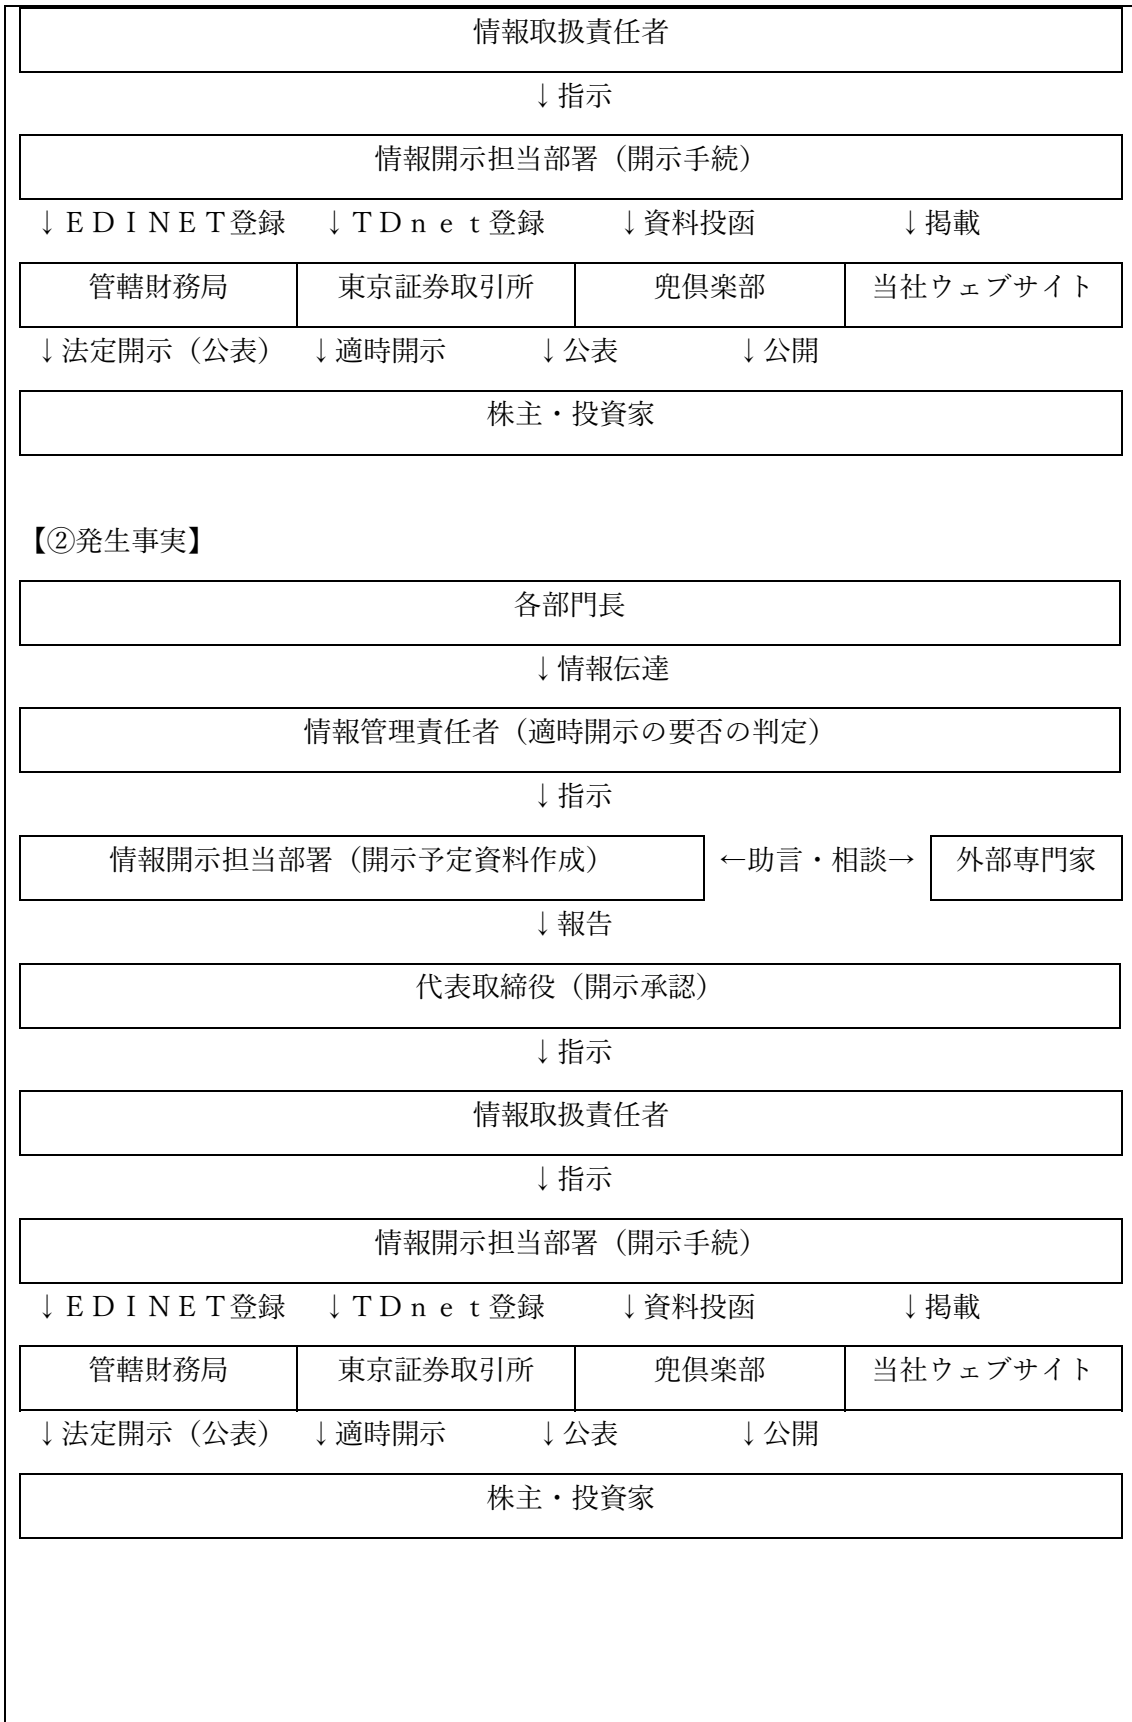 情報取扱責任者
↓指示
情報開示担当部署（開示手続）
↓ＥＤＩＮＥＴ登録　↓ＴＤｎｅｔ登録　↓資料投函　↓掲載
管轄財務局　東京証券取引所　兜倶楽部　当社ウェブサイト
↓法定開示（公表）　↓適時開示　↓公表　↓公開
株主・投資家
【②発生事実】
各部門長
↓情報伝達
情報管理責任者（適時開示の要否の判定）
↓指示
情報開示担当部署（開示予定資料作成）　←助言・相談→　外部専門家
↓報告
代表取締役（開示承認）
↓指示
情報取扱責任者
↓指示
情報開示担当部署（開示手続）
↓ＥＤＩＮＥＴ登録　↓ＴＤｎｅｔ登録　↓資料投函　↓掲載
管轄財務局　東京証券取引所　兜倶楽部　当社ウェブサイト
↓法定開示（公表）　↓適時開示　↓公表　↓公開
株主・投資家